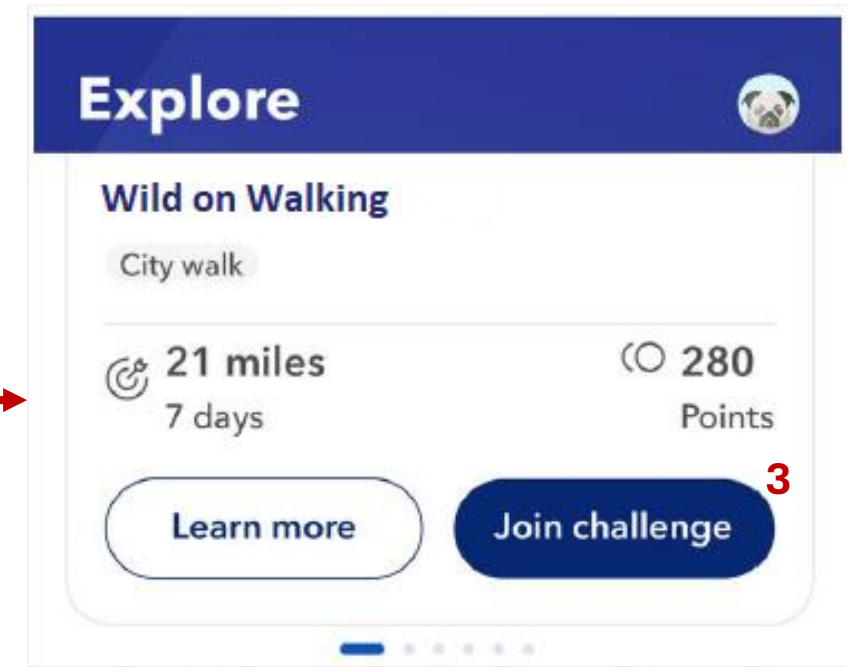 Explore
Wild on Walking
City walk
21 miles
280
7 days
Points
3
Learn more
Join challenge